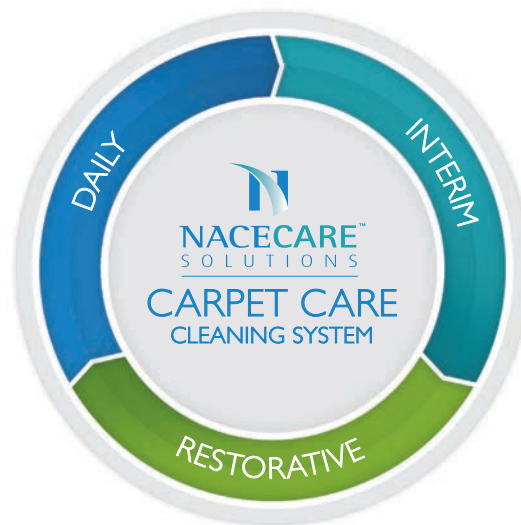 DAILY
INTERIM
N
NACECARE™
SOLUTIONS
CARPET CARE
CLEANING SYSTEM
RESTORATIVE